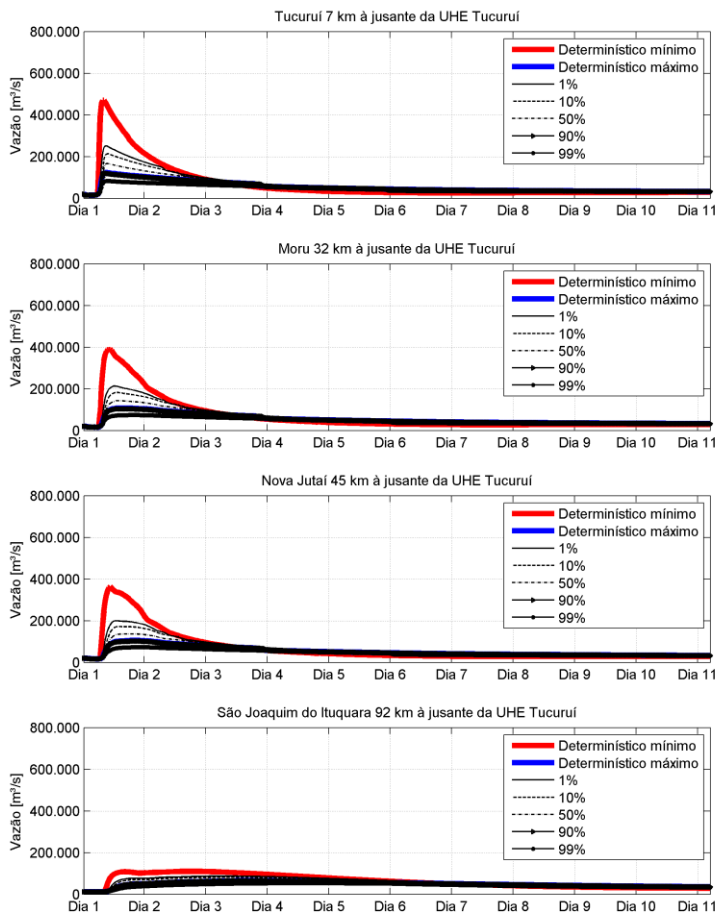 Tucuruí 7 km à jusante da UHE Tucuruí
800.000
600.000
400.000
200.000
0
Vazão [m³/s]
Determinístico mínimo
Determinístico máximo
1%
10%
50%
90%
99%
Dia 1 Dia 2 Dia 3 Dia 4 Dia 5 Dia 6 Dia 7 Dia 8 Dia 9 Dia 10 Dia 11
Moru 32 km à jusante da UHE Tucuruí
800.000
600.000
400.000
200.000
0
Vazão [m³/s]
Determinístico mínimo
Determinístico máximo
1%
10%
50%
90%
99%
Dia 1 Dia 2 Dia 3 Dia 4 Dia 5 Dia 6 Dia 7 Dia 8 Dia 9 Dia 10 Dia 11
Nova Jutaí 45 km à jusante da UHE Tucuruí
800.000
600.000
400.000
200.000
0
Vazão [m³/s]
Determinístico mínimo
Determinístico máximo
1%
10%
50%
90%
99%
Dia 1 Dia 2 Dia 3 Dia 4 Dia 5 Dia 6 Dia 7 Dia 8 Dia 9 Dia 10 Dia 11
São Joaquim do Ituquara 92 km à jusante da UHE Tucuruí
800.000
600.000
400.000
200.000
0
Vazão [m³/s]
Determinístico mínimo
Determinístico máximo
1%
10%
50%
90%
99%
Dia 1 Dia 2 Dia 3 Dia 4 Dia 5 Dia 6 Dia 7 Dia 8 Dia 9 Dia 10 Dia 11